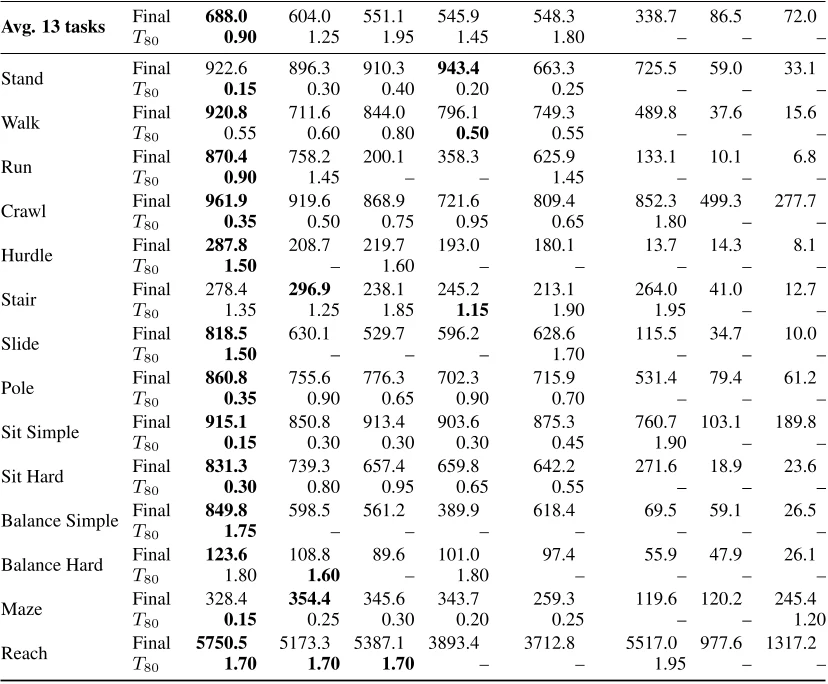 Avg. 13 tasks Final 688.0 604.0 551.1 545.9 548.3 338.7 86.5 72.0
T80 0.90 1.25 1.95 1.45 1.80 – – –
Stand Final 922.6 896.3 910.3 943.4 663.3 725.5 59.0 33.1
T80 0.15 0.30 0.40 0.20 0.25 – – –
Walk Final 920.8 711.6 844.0 796.1 749.3 489.8 37.6 15.6
T80 0.55 0.60 0.80 0.50 0.55 – – –
Run Final 870.4 758.2 200.1 358.3 625.9 133.1 10.1 6.8
T80 0.90 1.45 – – 1.45 – – –
Crawl Final 961.9 919.6 868.9 721.6 809.4 852.3 499.3 277.7
T80 0.35 0.50 0.75 0.95 0.65 1.80 – –
Hurdle Final 287.8 208.7 219.7 193.0 180.1 13.7 14.3 8.1
T80 1.50 – 1.60 – – – – –
Stair Final 278.4 296.9 238.1 245.2 213.1 264.0 41.0 12.7
T80 1.35 1.25 1.85 1.15 1.90 1.95 – –
Slide Final 818.5 630.1 529.7 596.2 628.6 115.5 34.7 10.0
T80 1.50 – – – 1.70 – – –
Pole Final 860.8 755.6 776.3 702.3 715.9 531.4 79.4 61.2
T80 0.35 0.90 0.65 0.90 0.70 – – –
Sit Simple Final 915.1 850.8 913.4 903.6 875.3 760.7 103.1 189.8
T80 0.15 0.30 0.30 0.30 0.45 1.90 – –
Sit Hard Final 831.3 739.3 657.4 659.8 642.2 271.6 18.9 23.6
T80 0.30 0.80 0.95 0.65 0.55 – – –
Balance Simple Final 849.8 598.5 561.2 389.9 618.4 69.5 59.1 26.5
T80 1.75 – – – – – – –
Balance Hard Final 123.6 108.8 89.6 101.0 97.4 55.9 47.9 26.1
T80 1.80 1.60 – 1.80 – – – –
Maze Final 328.4 354.4 345.6 343.7 259.3 119.6 120.2 245.4
T80 0.15 0.25 0.30 0.20 0.25 – – 1.20
Reach Final 5750.5 5173.3 5387.1 3893.4 3712.8 5517.0 977.6 1317.2
T80 1.70 1.70 1.70 – – 1.95 – –